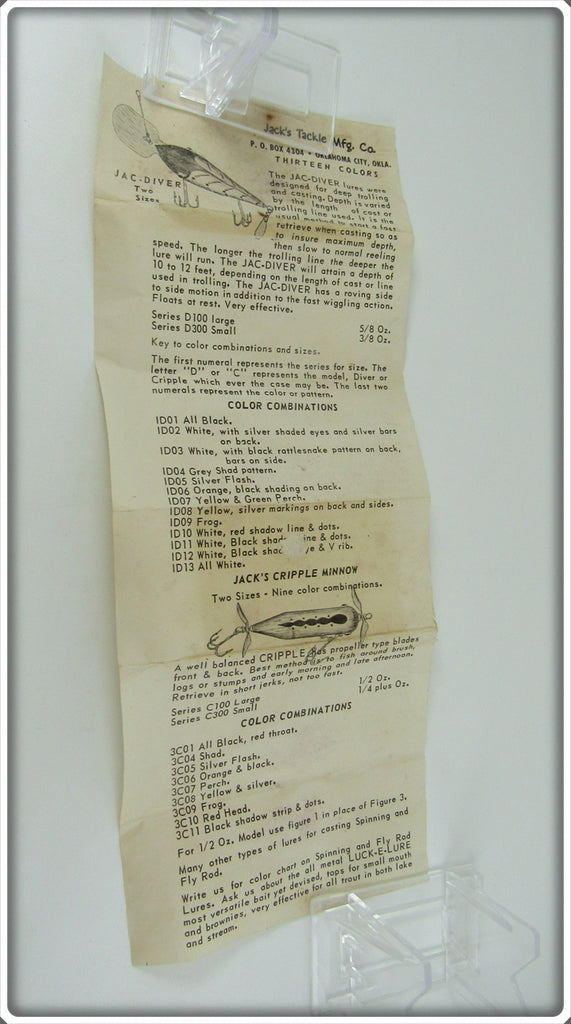 Jack's Tackle Mfg. Co.
P. O. BOX 4304 • OKLAHOMA CITY, OKLA.
THIRTEEN COLORS
JAC-DIVER
Two
Sizes
The JAC-DIVER lures were
designed for deep trolling
and casting. Depth is varied
by the length of cast or
trolling line used. It is the
usual method to start a fast
retrieve when casting so as
to insure maximum depth,
then slow to normal reeling
speed. The longer the trolling line the deeper the
lure will run. The JAC-DIVER will attain a depth of
10 to 12 feet, depending on the length of cast or line
used in trolling. The JAC-DIVER has a roving side
to side motion in addition to the fast wiggling action.
Floats at rest. Very effective.
Series D100 large 5/8 Oz.
Series D300 Small 3/8 Oz.
Key to color combinations and sizes.
The first numeral represents the series for size. The
letter "D" or "C" represents the model, Diver or
Cripple which ever the case may be. The last two
numerals represent the color or pattern.
COLOR COMBINATIONS
ID01 All Black.
ID02 White, with silver shaded eyes and silver bars
on back.
ID03 White, with black rattlesnake pattern on back,
bars on side.
ID04 Grey Shad pattern.
ID05 Silver Flash.
ID06 Orange, black shading on back.
ID07 Yellow & Green Perch.
ID08 Yellow, silver markings on back and sides.
ID09 Frog.
ID10 White, red shadow line & dots.
ID11 White, Black line & dots.
ID12 White, Black & V rib.
ID13 All White.
JACK'S CRIPPLE MINNOW
Two Sizes - Nine color combinations.
A well balanced CRIPPLE has propeller type blades
front & back. Best method is to fish around brush,
logs or stumps and early morning and late afternoon.
Retrieve in short jerks, not too fast.
Series C100 Large 1/2 Oz.
Series C300 Small 1/4 plus Oz.
COLOR COMBINATIONS
3C01 All Black, red throat.
3C04 Shad.
3C05 Silver Flash.
3C06 Orange & black.
3C07 Perch.
3C08 Yellow & silver.
3C09 Frog.
3C10 Red Head.
3C11 Black shadow strip & dots.
For 1/2 Oz. Model use figure 1 in place of Figure 3.
Many other types of lures for casting Spinning and
Fly Rod.
Write us for color chart on Spinning and Fly Rod
Lures. Ask us about the all metal LUCK-E-LURE
most versatile bait yet devised, tops for small mouth
and brownies, very effective for all trout in both lake
and stream.